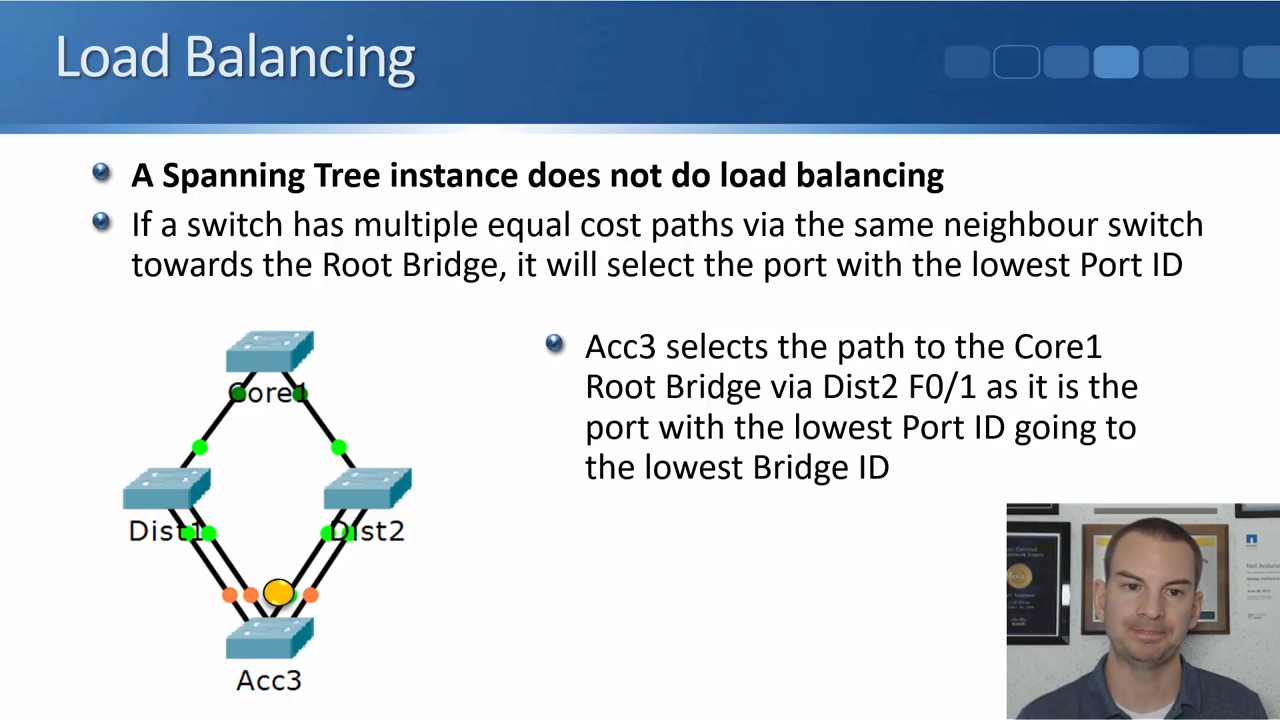 Load Balancing
A Spanning Tree instance does not do load balancing
If a switch has multiple equal cost paths via the same neighbour switch
towards the Root Bridge, it will select the port with the lowest Port ID
Acc3 selects the path to the Core1
Root Bridge via Dist2 F0/1 as it is the
port with the lowest Port ID going to
the lowest Bridge ID
Core1
Dist1
Dist2
Acc3